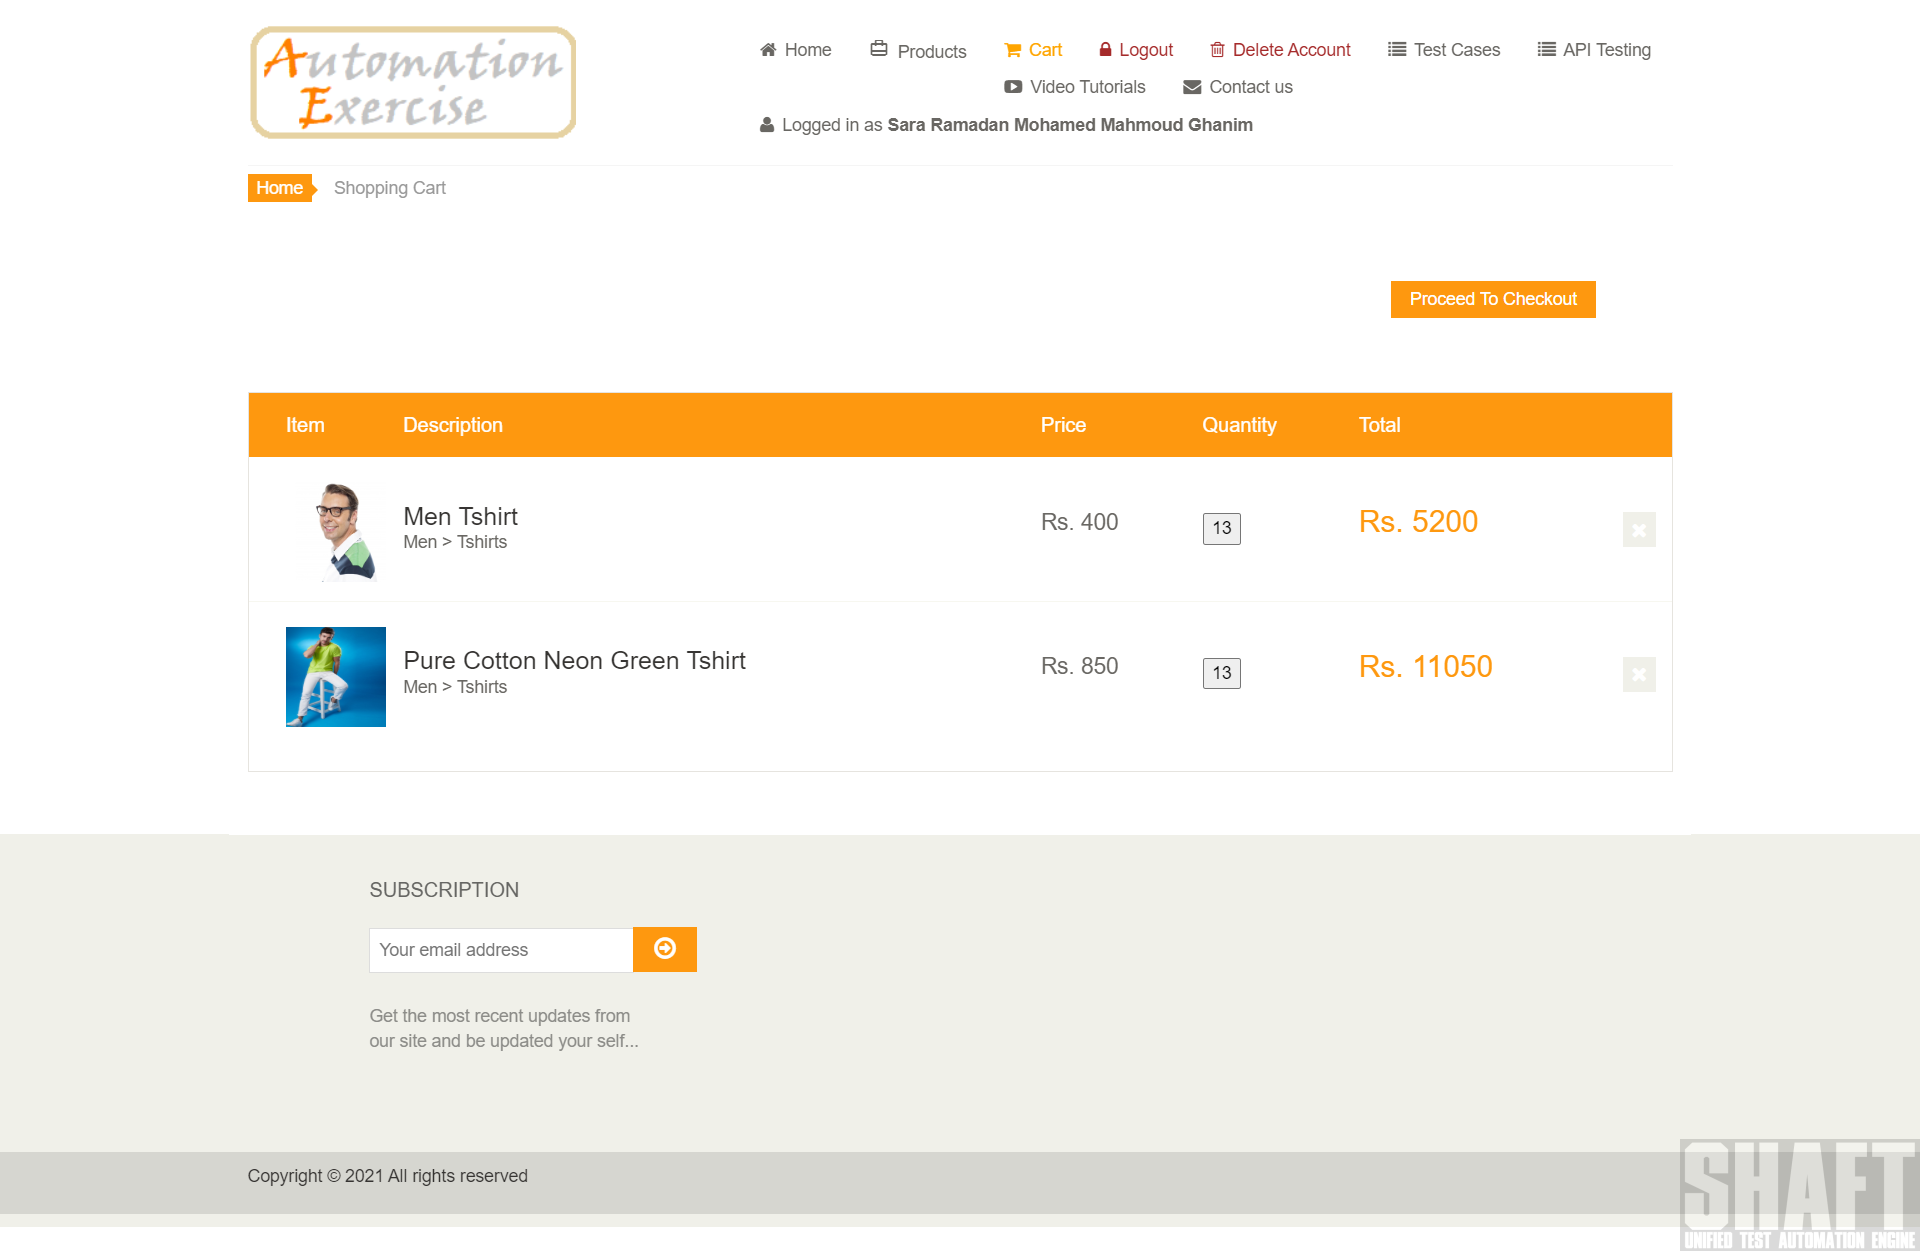 Automation
Exercise
Home Products Cart Logout Delete Account Test Cases API Testing
Video Tutorials Contact us
Logged in as Sara Ramadan Mohamed Mahmoud Ghanim
Home Shopping Cart
Proceed To Checkout
Item Description Price Quantity Total
Men Tshirt
Men > Tshirts
Rs. 400 13 Rs. 5200
Pure Cotton Neon Green Tshirt
Men > Tshirts
Rs. 850 13 Rs. 11050
SUBSCRIPTION
Your email address
Get the most recent updates from
our site and be updated your self...
Copyright © 2021 All rights reserved
SHAFT
UNIFIED TEST AUTOMATION ENGINE